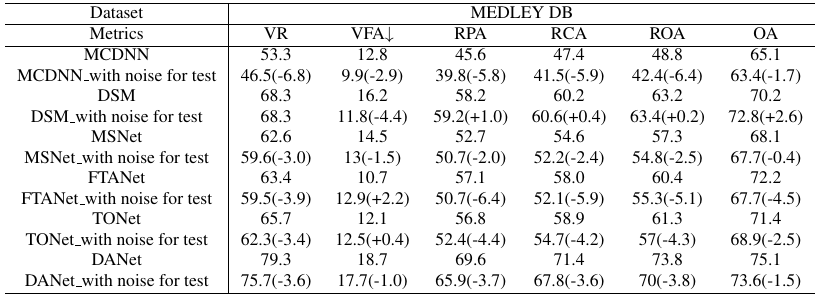 Dataset MEDLEY DB
Metrics VR VFA↓ RPA RCA ROA OA
MCDNN 53.3 12.8 45.6 47.4 48.8 65.1
MCDNN_with noise for test 46.5(-6.8) 9.9(-2.9) 39.8(-5.8) 41.5(-5.9) 42.4(-6.4) 63.4(-1.7)
DSM 68.3 16.2 58.2 60.2 63.2 70.2
DSM_with noise for test 68.3 11.8(-4.4) 59.2(+1.0) 60.6(+0.4) 63.4(+0.2) 72.8(+2.6)
MSNet 62.6 14.5 52.7 54.6 57.3 68.1
MSNet_with noise for test 59.6(-3.0) 13(-1.5) 50.7(-2.0) 52.2(-2.4) 54.8(-2.5) 67.7(-0.4)
FTANet 63.4 10.7 57.1 58.0 60.4 72.2
FTANet_with noise for test 59.5(-3.9) 12.9(+2.2) 50.7(-6.4) 52.1(-5.9) 55.3(-5.1) 67.7(-4.5)
TONet 65.7 12.1 56.8 58.9 61.3 71.4
TONet_with noise for test 62.3(-3.4) 12.5(+0.4) 52.4(-4.4) 54.7(-4.2) 57(-4.3) 68.9(-2.5)
DANet 79.3 18.7 69.6 71.4 73.8 75.1
DANet_with noise for test 75.7(-3.6) 17.7(-1.0) 65.9(-3.7) 67.8(-3.6) 70(-3.8) 73.6(-1.5)